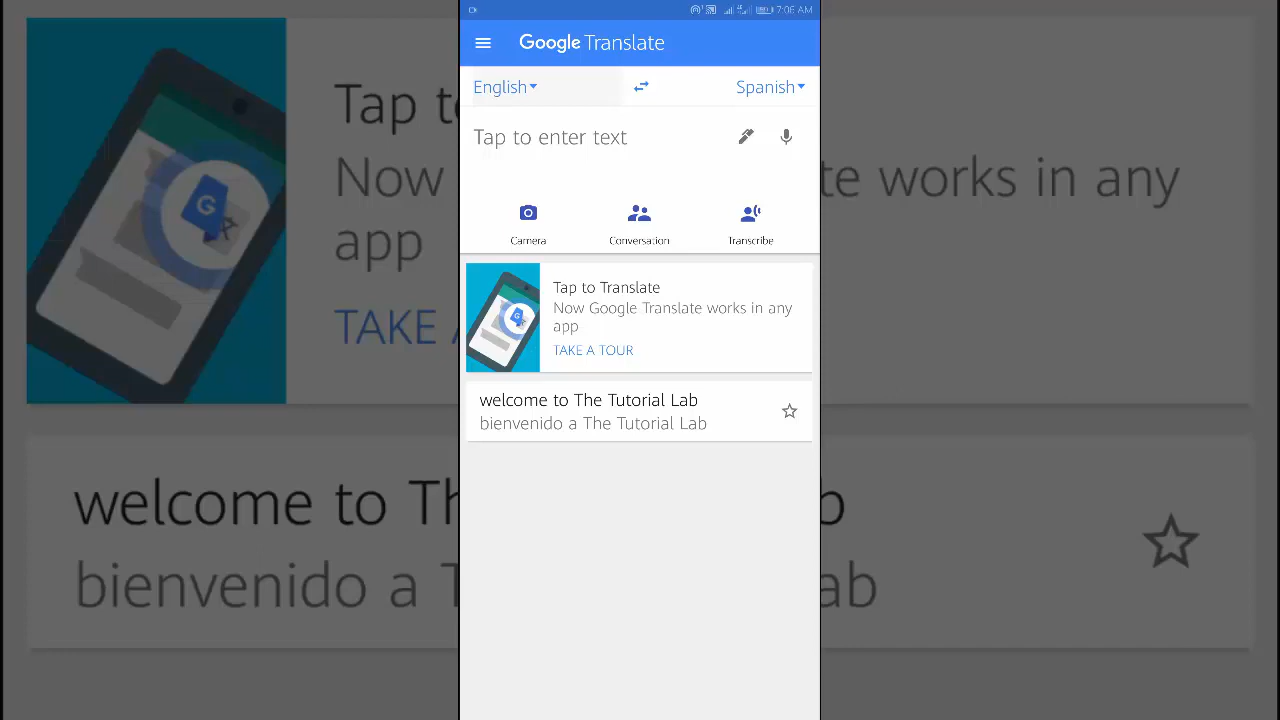 7:06 AM
Google Translate
English
Spanish
Tap to enter text
Camera
Conversation
Transcribe
Tap to Translate
Now Google Translate works in any
app
TAKE A TOUR
welcome to The Tutorial Lab
bienvenido a The Tutorial Lab
Tap t
Now
te works in any
app
TAKE A
welcome to Th
b
bienvenido a T
ab